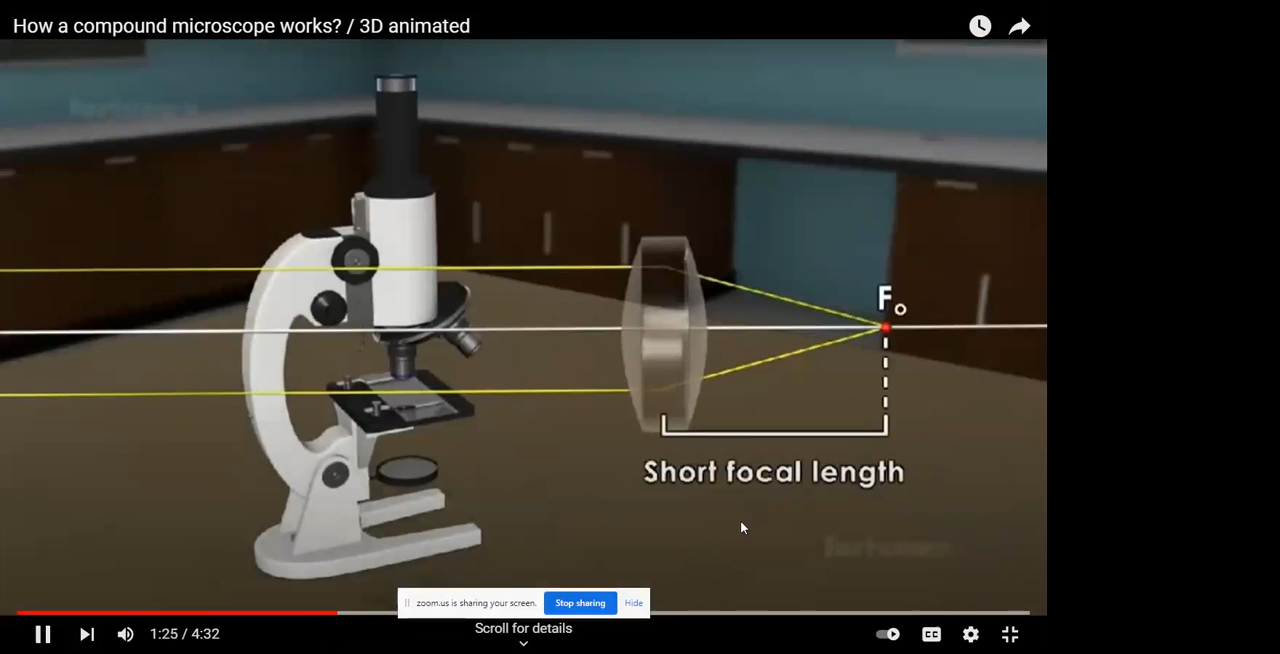 How a compound microscope works? / 3D animated
Fo
Short focal length
zoom.us is sharing your screen. Stop sharing Hide
1:25 / 4:32
Scroll for details
CC